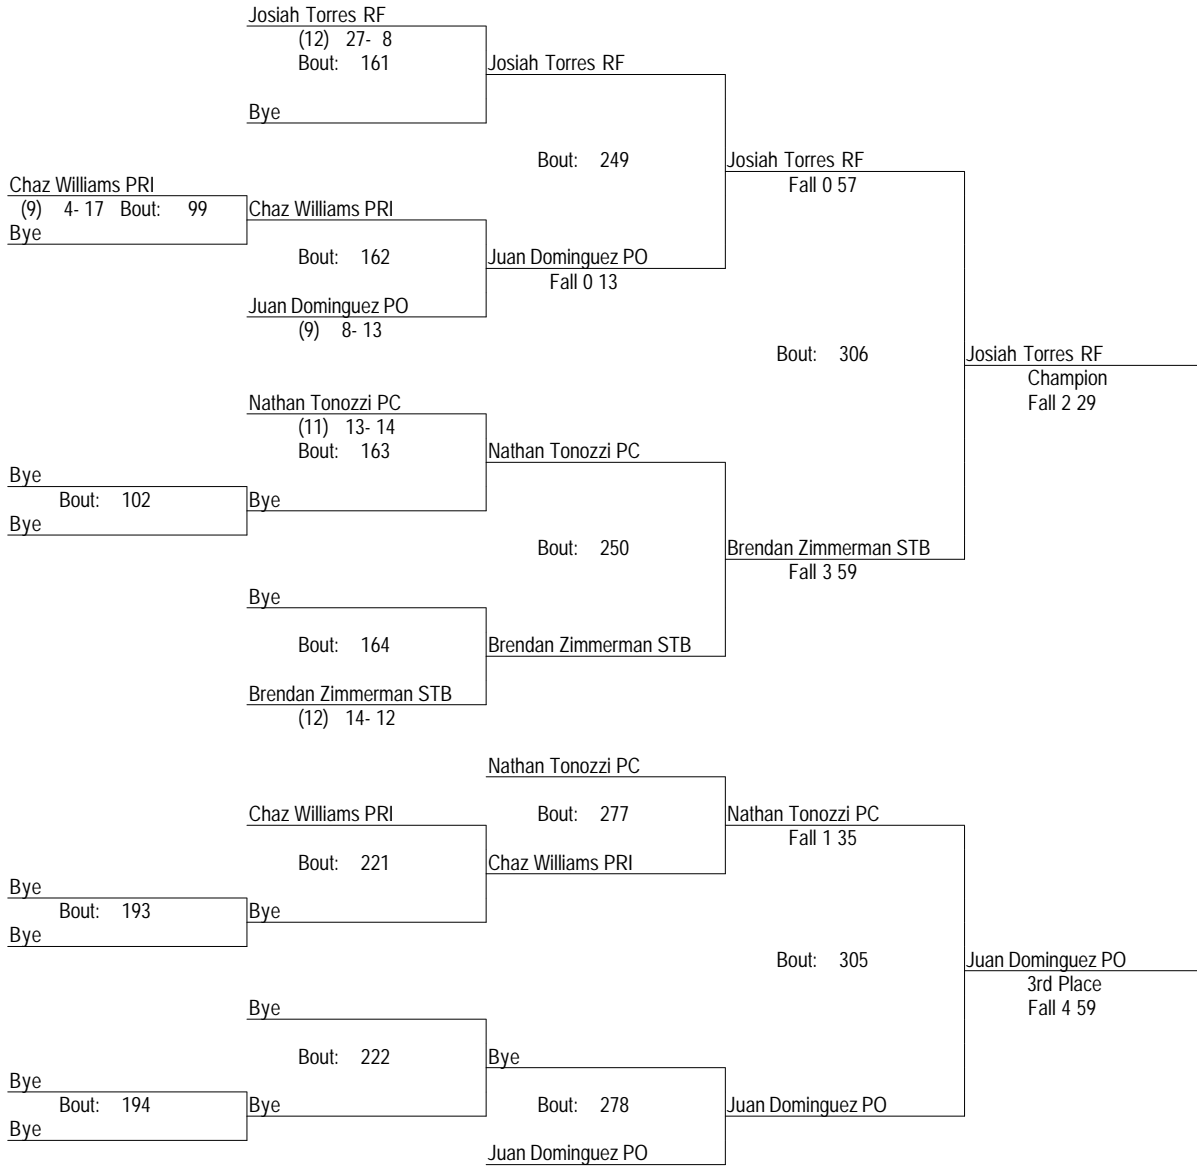 Josiah Torres RF
(12) 27- 8
Bout: 161
Josiah Torres RF
Bye
Bout: 249
Josiah Torres RF
Fall 0 57
Chaz Williams PRI
(9) 4- 17 Bout: 99
Chaz Williams PRI
Bye
Bout: 162
Juan Dominguez PO
Fall 0 13
Juan Dominguez PO
(9) 8- 13
Bout: 306
Josiah Torres RF
Champion
Fall 2 29
Nathan Tonozzi PC
(11) 13- 14
Bout: 163
Nathan Tonozzi PC
Bye
Bout: 102
Bye
Bye
Bout: 250
Brendan Zimmerman STB
Fall 3 59
Bye
Bout: 164
Brendan Zimmerman STB
Brendan Zimmerman STB
(12) 14- 12
Nathan Tonozzi PC
Chaz Williams PRI
Bout: 277
Nathan Tonozzi PC
Fall 1 35
Bout: 221
Chaz Williams PRI
Bye
Bout: 193
Bye
Bye
Bout: 305
Juan Dominguez PO
3rd Place
Fall 4 59
Bye
Bout: 222
Bye
Bye
Bout: 194
Bye
Bye
Bout: 278
Juan Dominguez PO
Juan Dominguez PO